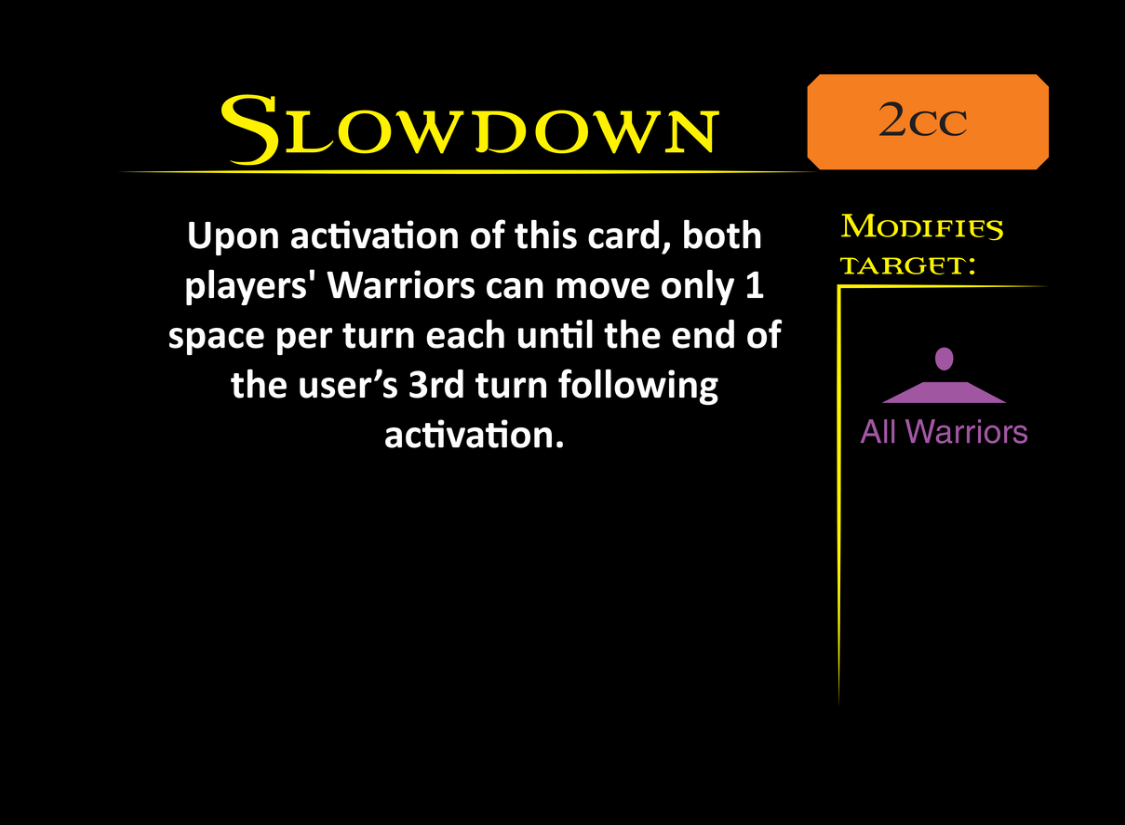 Slowdown
2cc
Upon activation of this card, both
players' Warriors can move only 1
space per turn each until the end of
the user’s 3rd turn following
activation.
Modifies
target:
All Warriors